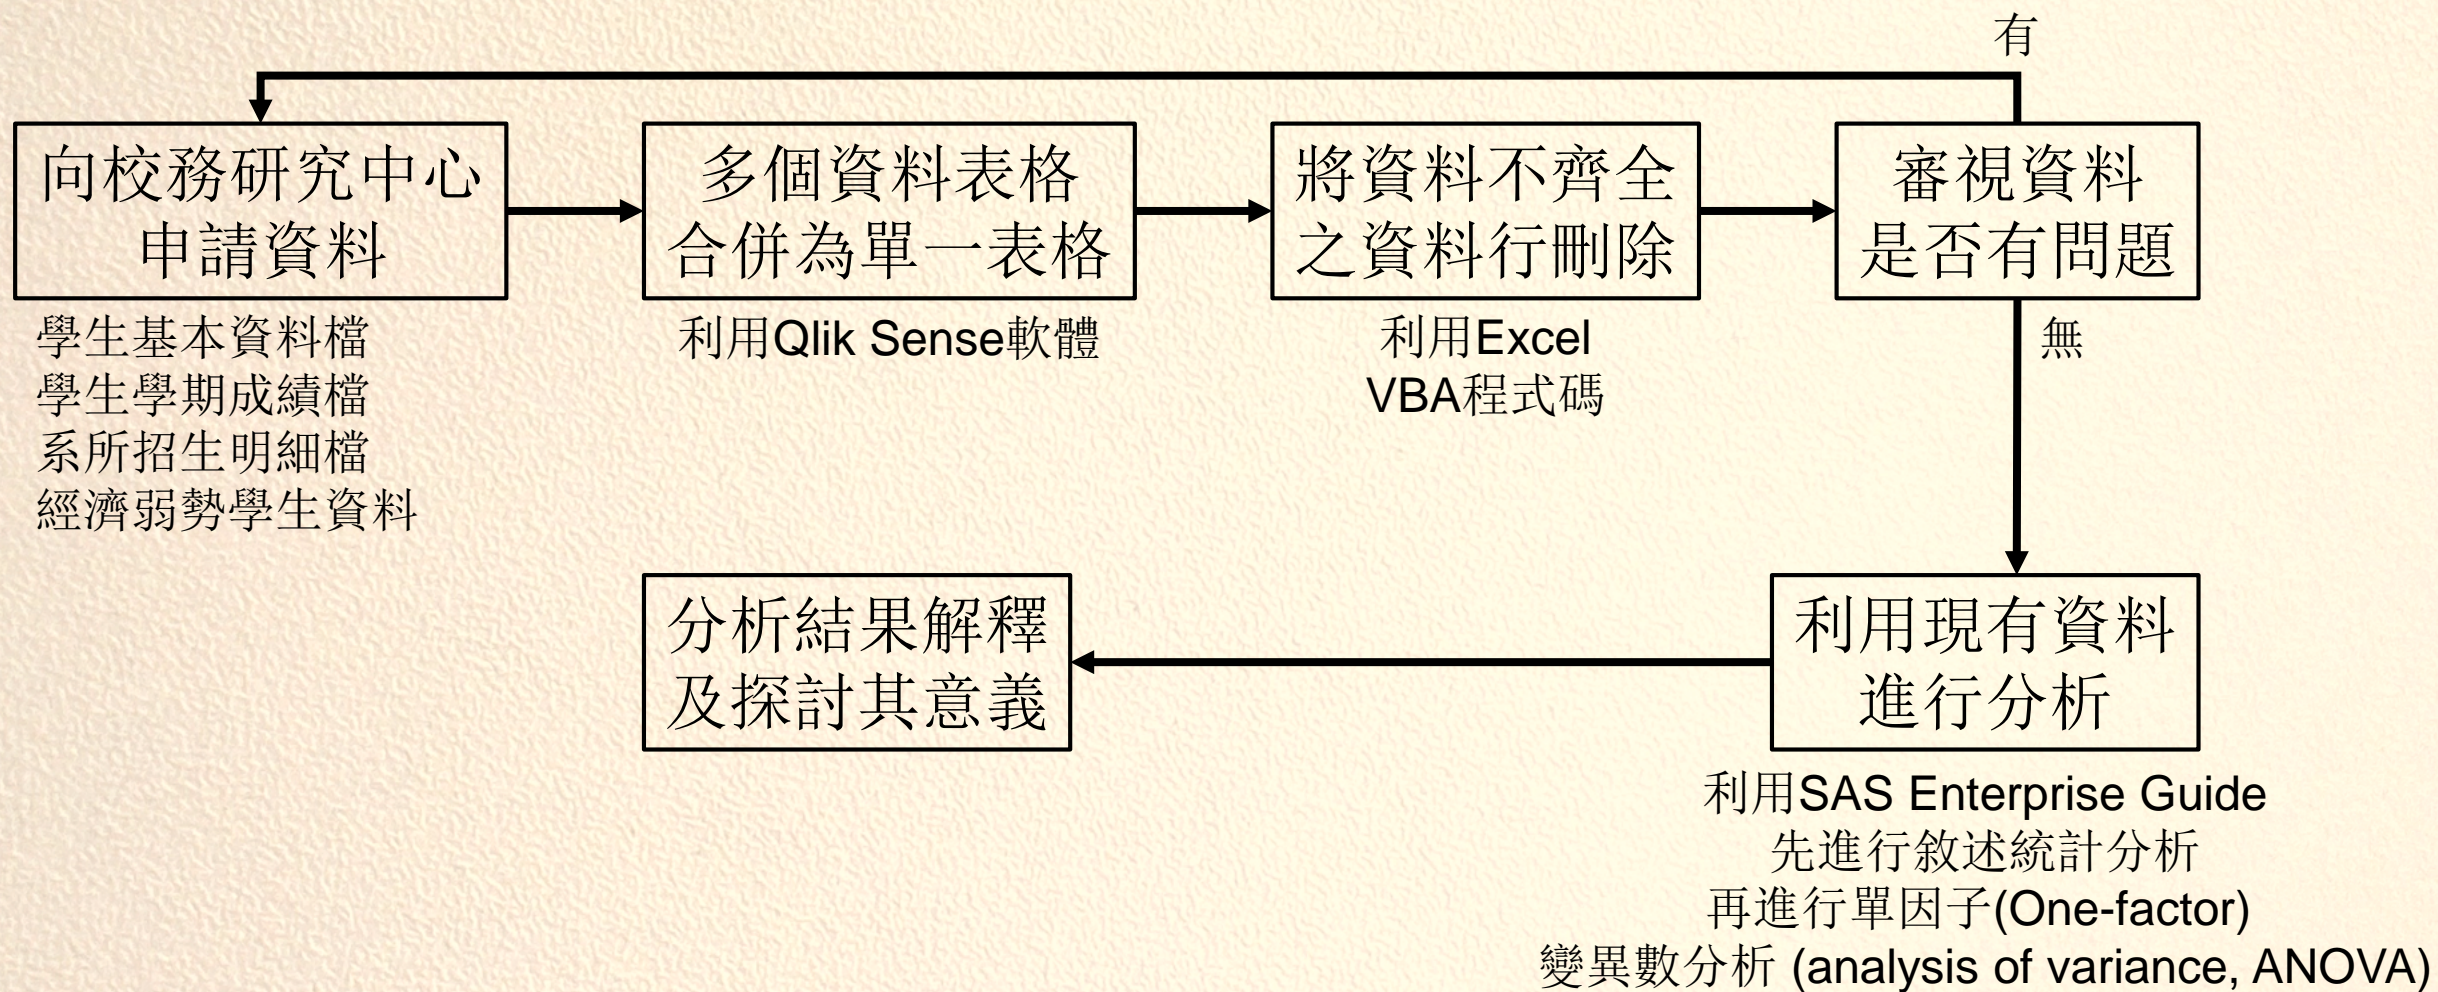 有
向校務研究中心
申請資料
學生基本資料檔
學生學期成績檔
系所招生明細檔
經濟弱勢學生資料
多個資料表格
合併為單一表格
利用Qlik Sense軟體
將資料不齊全
之資料行刪除
利用Excel
VBA程式碼
審視資料
是否有問題
無
利用現有資料
進行分析
利用SAS Enterprise Guide
先進行敘述統計分析
再進行單因子(One-factor)
變異數分析 (analysis of variance, ANOVA)
分析結果解釋
及探討其意義